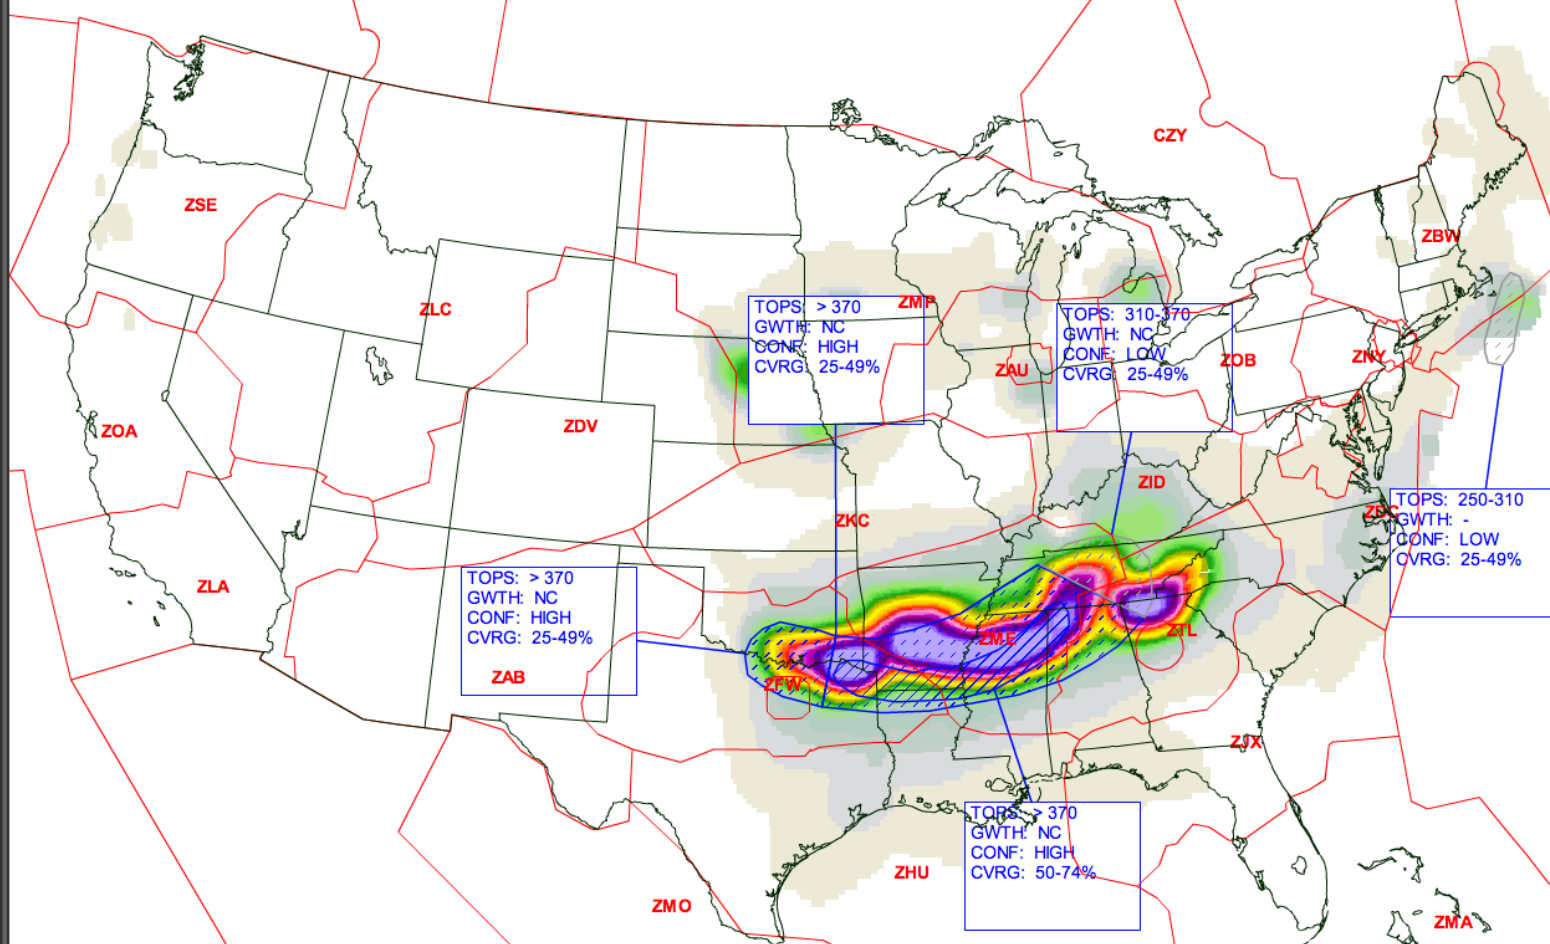 CZY
ZSE
ZBW
ZLC
ZMP
TOPS: > 370
GWTH: NC
CONF: HIGH
CVRG: 25-49%
TOPS: 310-370
GWTH: NC
CONF: LOW
CVRG: 25-49%
ZAU
ZOB
ZNY
ZOA
ZDV
ZID
ZKC
ZDC
TOPS: 250-310
GWTH: -
CONF: LOW
CVRG: 25-49%
ZLA
TOPS: > 370
GWTH: NC
CONF: HIGH
CVRG: 25-49%
ZAB
ZME
ZTL
ZFW
ZJX
TOPS: > 370
GWTH: NC
CONF: HIGH
CVRG: 50-74%
ZHU
ZMO
ZMA